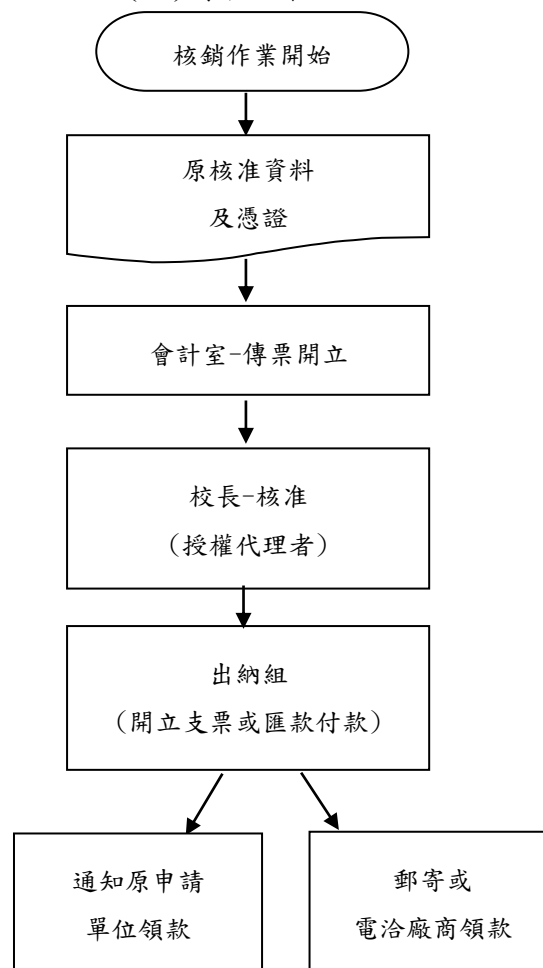 核銷作業開始
原核准資料
及憑證
會計室-傳票開立
校長-核准
(授權代理者)
出納組
(開立支票或匯款付款)
通知原申請
單位領款
郵寄或
電洽廠商領款